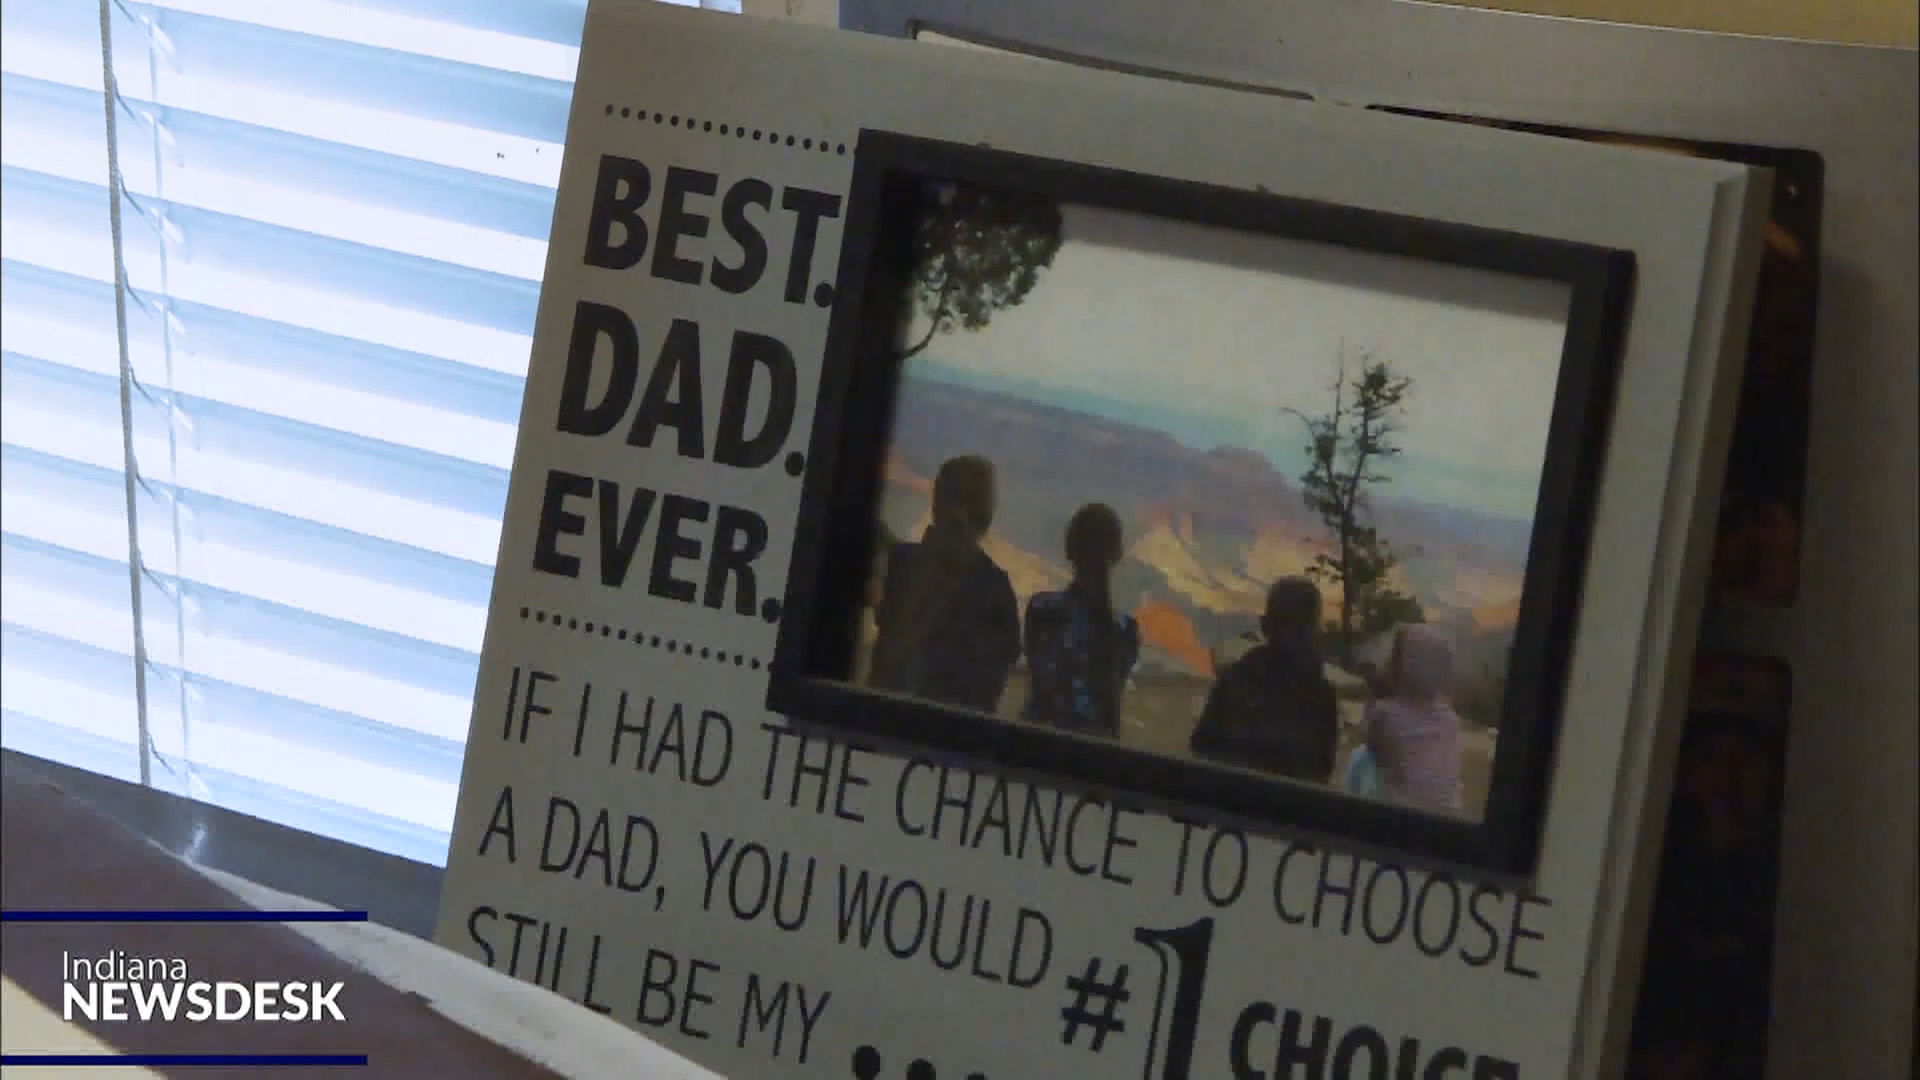 BEST.
DAD.
EVER.
IF I HAD THE CHANCE TO CHOOSE
A DAD, YOU WOULD
STILL BE MY #1 CHOICE
Indiana
NEWSDESK